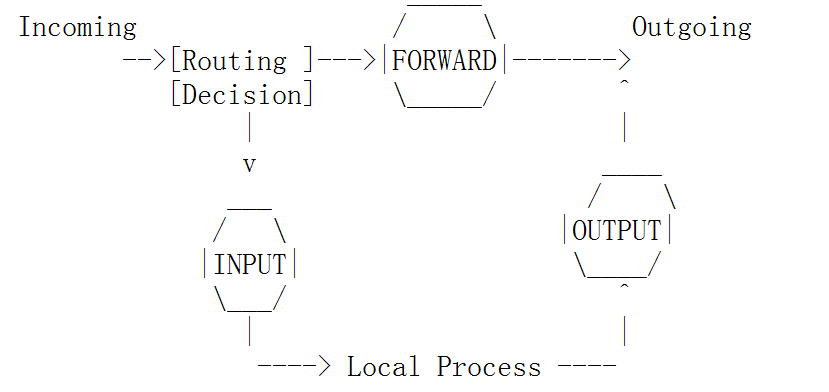 Incoming Outgoing
-->[Routing ]--->|FORWARD|------->
[Decision]
v
|INPUT| |OUTPUT|
----> Local Process ----